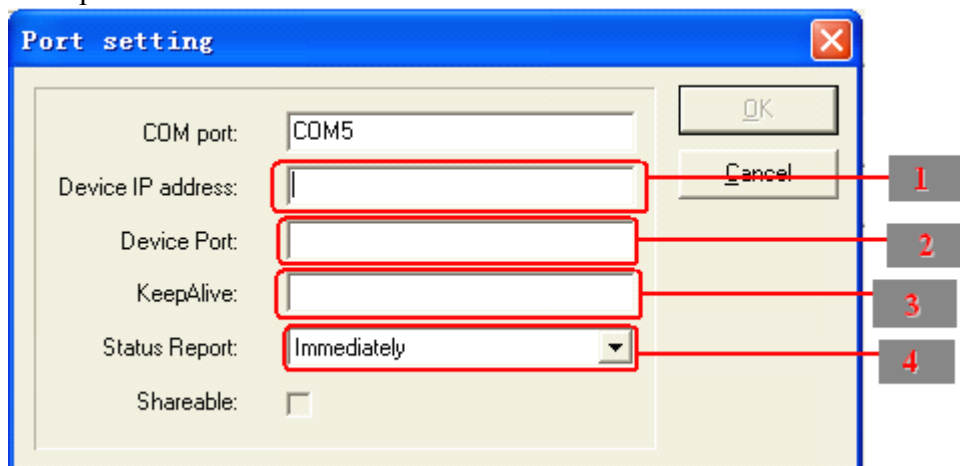 Port setting
OK
COM port: COM5
Cancel
Device IP address:
1
Device Port:
2
KeepAlive:
3
Status Report: Immediately
4
Shareable: